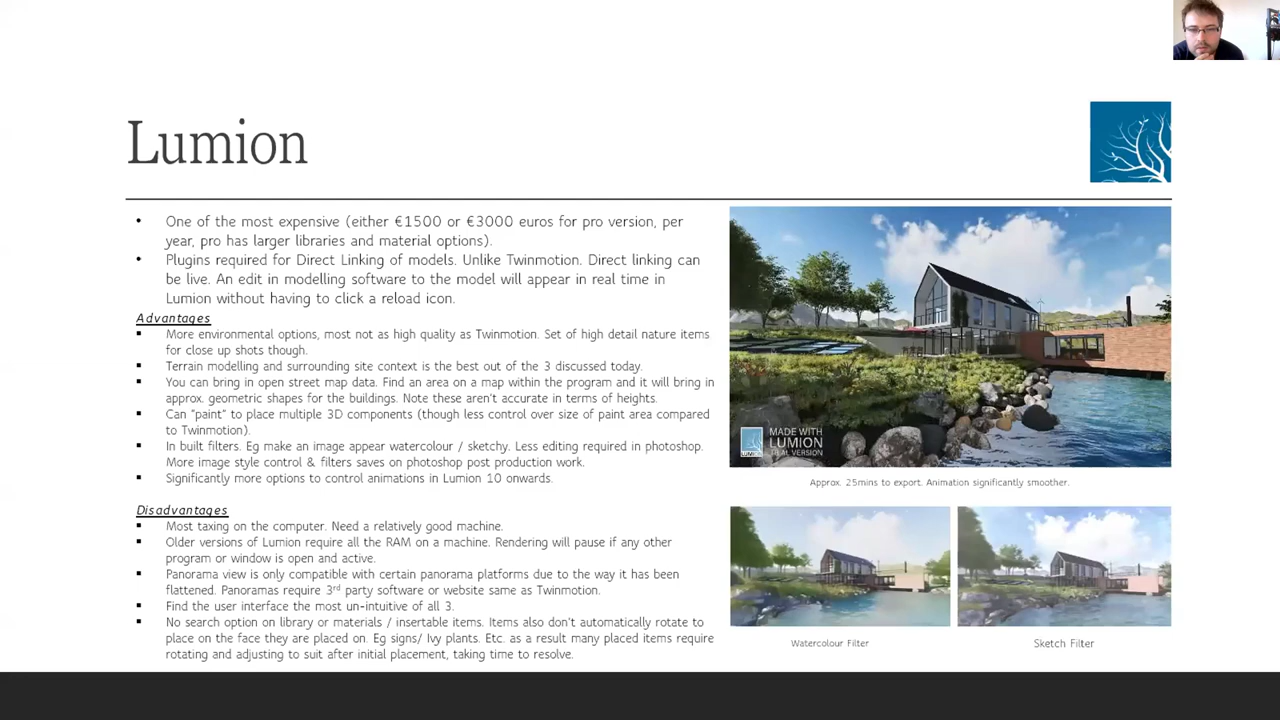 Lumion
• One of the most expensive (either €1500 or €3000 euros for pro version, per
year, pro has larger libraries and material options).
• Plugins required for Direct Linking of models. Unlike Twinmotion. Direct linking can
be live. An edit in modelling software to the model will appear in real time in
Lumion without having to click a reload icon.
Advantages
▪ More environmental options, most not as high quality as Twinmotion. Set of high detail nature items
for close up shots though.
▪ Terrain modelling and surrounding site context is the best out of the 3 discussed today.
▪ You can bring in open street map data. Find an area on a map within the program and it will bring in
approx. geometric shapes for the buildings. Note these aren't accurate in terms of heights.
▪ Can "paint" to place multiple 3D components (though less control over size of paint area compared
to Twinmotion).
▪ In built filters. Eg make an image appear watercolour / sketchy. Less editing required in photoshop.
More image style control & filters saves on photoshop post production work.
▪ Significantly more options to control animations in Lumion 10 onwards.
Disadvantages
▪ Most taxing on the computer. Need a relatively good machine.
▪ Older versions of Lumion require all the RAM on a machine. Rendering will pause if any other
program or window is open and active.
▪ Panorama view is only compatible with certain panorama platforms due to the way it has been
flattened. Panoramas require 3rd party software or website same as Twinmotion.
▪ Find the user interface the most un-intuitive of all 3.
▪ No search option on library or materials / insertable items. Items also don't automatically rotate to
place on the face they are placed on. Eg signs/ Ivy plants. Etc. as a result many placed items require
rotating and adjusting to suit after initial placement, taking time to resolve.
LUMION
MADE WITH
LUMION
TRIAL VERSION
Approx. 25mins to export. Animation significantly smoother.
Watercolour Filter
Sketch Filter